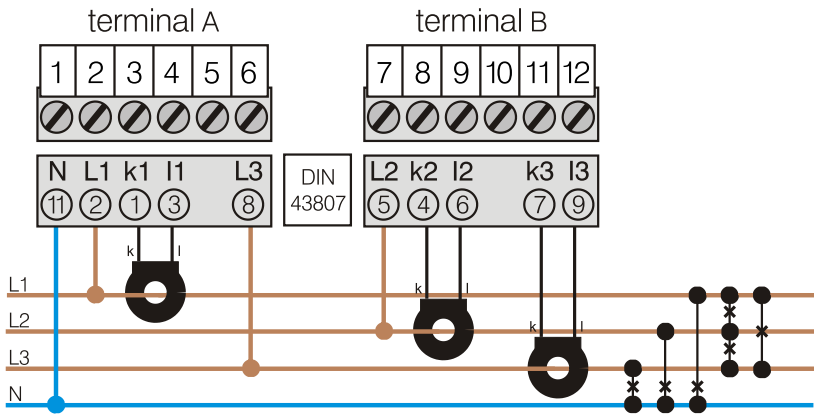 terminal A
terminal B
1 2 3 4 5 6
7 8 9 10 11 12
N L1 k1 l1 L3
11 2 1 3 8
DIN
43807
L2 k2 l2 k3 l3
5 4 6 7 9
k l
k l
k l
L1
L2
L3
N